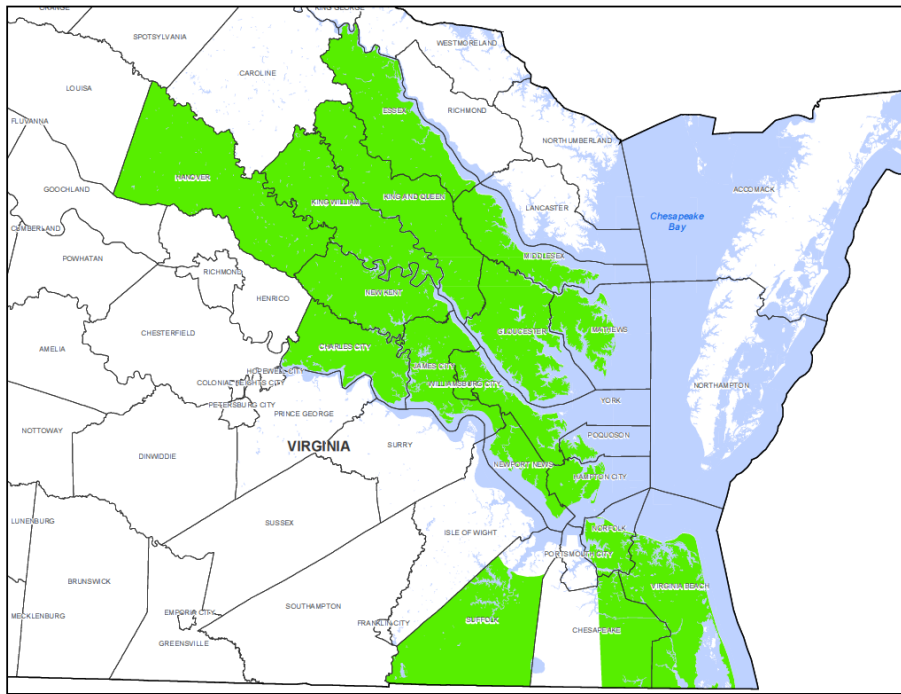 ORANGE
KING GEORGE
SPOTSYLVANIA
WESTMORELAND
CAROLINE
LOUISA
ESSEX
RICHMOND
FLUVANNA
NORTHUMBERLAND
HANOVER
GOOCHLAND
KING WILLIAM
KING AND QUEEN
ACCOMACK
LANCASTER
Chesapeake
Bay
CUMBERLAND
POWHATAN
MIDDLESEX
RICHMOND
HENRICO
NEW KENT
CHESTERFIELD
GLOUCESTER
MATHEWS
AMELIA
CHARLES CITY
JAMES CITY
HOPEWELL CITY
COLONIAL HEIGHTS CITY
WILLIAMSBURG CITY
NORTHAMPTON
YORK
PETERSBURG CITY
PRINCE GEORGE
NOTTOWAY
VIRGINIA
SURRY
POQUOSON
DINWIDDIE
NEWPORT NEWS
HAMPTON CITY
LUNENBURG
SUSSEX
ISLE OF WIGHT
NORFOLK
PORTSMOUTH CITY
BRUNSWICK
VIRGINIA BEACH
SOUTHAMPTON
MECKLENBURG
EMPORIA CITY
FRANKLIN CITY
SUFFOLK
CHESAPEAKE
GREENSVILLE